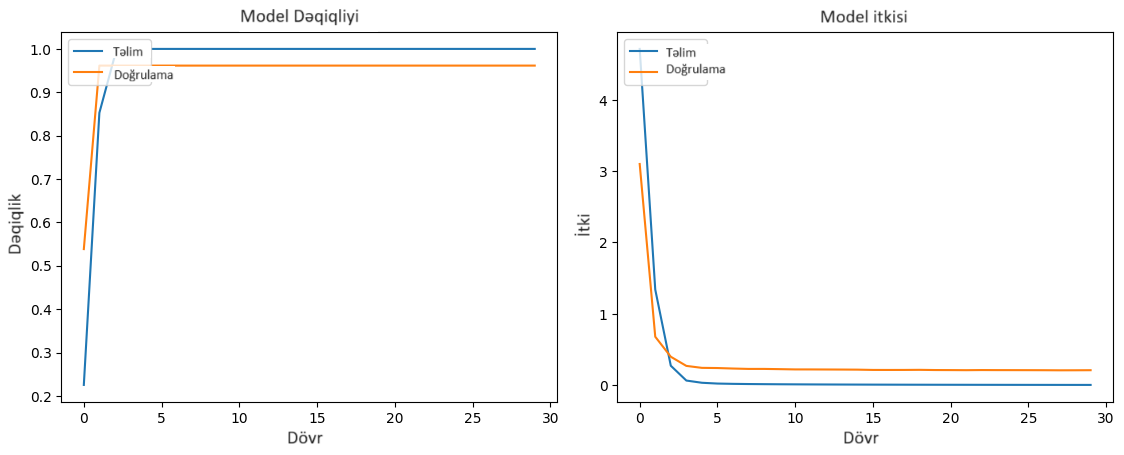 Model Dəqiqliyi
Təlim
Doğrulama
1.0
0.9
0.8
0.7
0.6
0.5
0.4
0.3
0.2
Dəqiqlik
0 5 10 15 20 25 30
Dövr
Model itkisi
Təlim
Doğrulama
4
3
2
1
0
İtki
0 5 10 15 20 25 30
Dövr